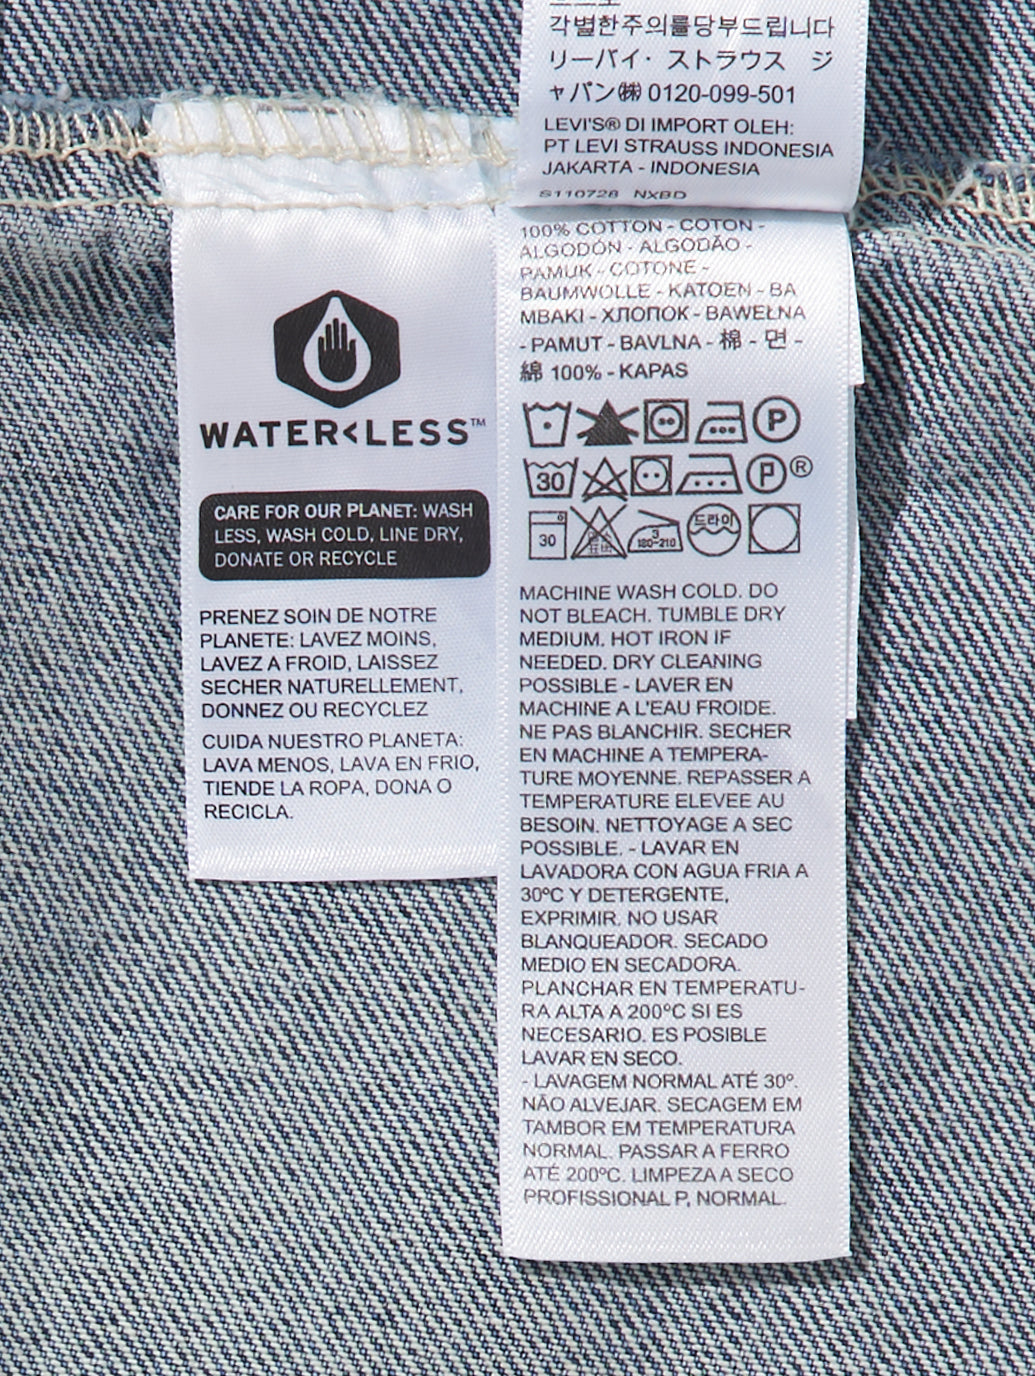 각별한주의를당부드립니다
リーバイ・ストラウス ジ
ャパン㈱ 0120-099-501
LEVI'S® DI IMPORT OLEH:
PT LEVI STRAUSS INDONESIA
JAKARTA - INDONESIA
S110728 NXBD
WATER<LESS™
CARE FOR OUR PLANET: WASH
LESS, WASH COLD, LINE DRY,
DONATE OR RECYCLE
PRENEZ SOIN DE NOTRE
PLANETE: LAVEZ MOINS,
LAVEZ A FROID, LAISSEZ
SECHER NATURELLEMENT,
DONNEZ OU RECYCLEZ
CUIDA NUESTRO PLANETA:
LAVA MENOS, LAVA EN FRIO,
TIENDE LA ROPA, DONA O
RECICLA.
100% COTTON - COTON -
ALGODÓN - ALGODÃO -
PAMUK - COTONE -
BAUMWOLLE - KATOEN - BA
MBAKI - ХЛОПОК - BAWEŁNA
- PAMUT - BAVLNA - 棉 - 면 -
綿 100% - KAPAS
P
30 P ®
30 3 180~210 드라이
MACHINE WASH COLD. DO
NOT BLEACH. TUMBLE DRY
MEDIUM. HOT IRON IF
NEEDED. DRY CLEANING
POSSIBLE - LAVER EN
MACHINE A L'EAU FROIDE.
NE PAS BLANCHIR. SECHER
EN MACHINE A TEMPERA-
TURE MOYENNE. REPASSER A
TEMPERATURE ELEVEE AU
BESOIN. NETTOYAGE A SEC
POSSIBLE. - LAVAR EN
LAVADORA CON AGUA FRIA A
30ºC Y DETERGENTE,
EXPRIMIR. NO USAR
BLANQUEADOR. SECADO
MEDIO EN SECADORA.
PLANCHAR EN TEMPERATU-
RA ALTA A 200ºC SI ES
NECESARIO. ES POSIBLE
LAVAR EN SECO.
- LAVAGEM NORMAL ATÉ 30º.
NÃO ALVEJAR. SECAGEM EM
TAMBOR EM TEMPERATURA
NORMAL. PASSAR A FERRO
ATÉ 200ºC. LIMPEZA A SECO
PROFISSIONAL P, NORMAL.